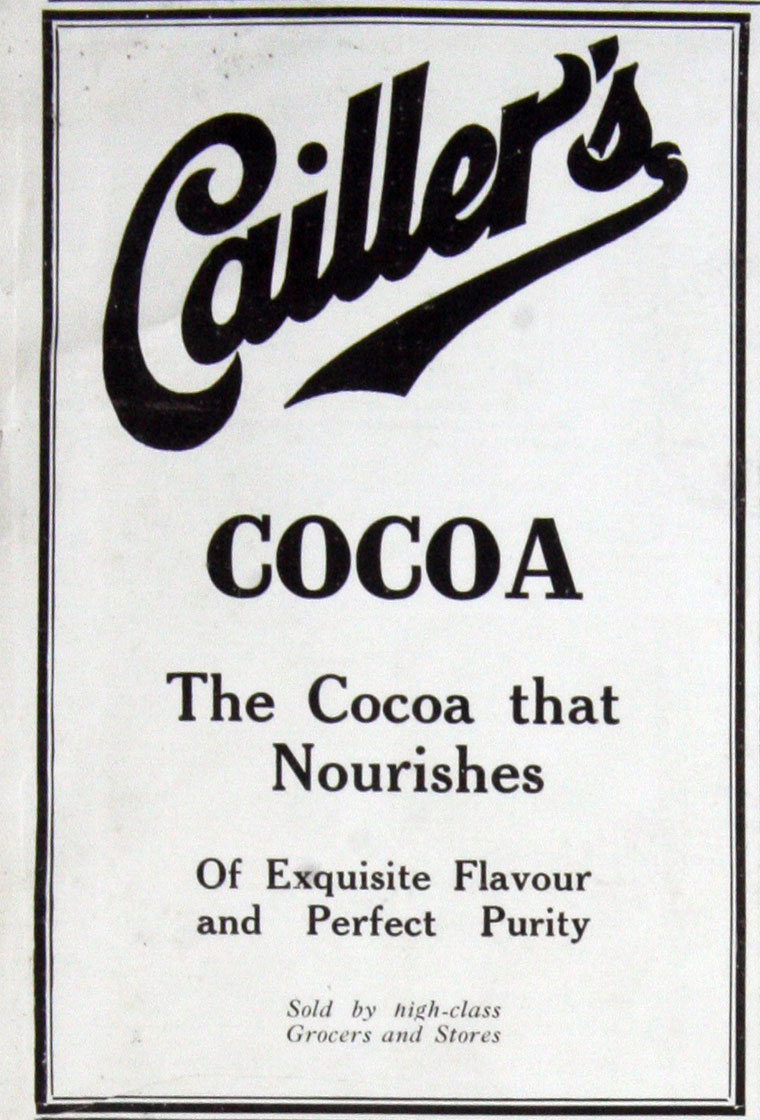 Cailler's
COCOA
The Cocoa that
Nourishes
Of Exquisite Flavour
and Perfect Purity
Sold by high-class
Grocers and Stores